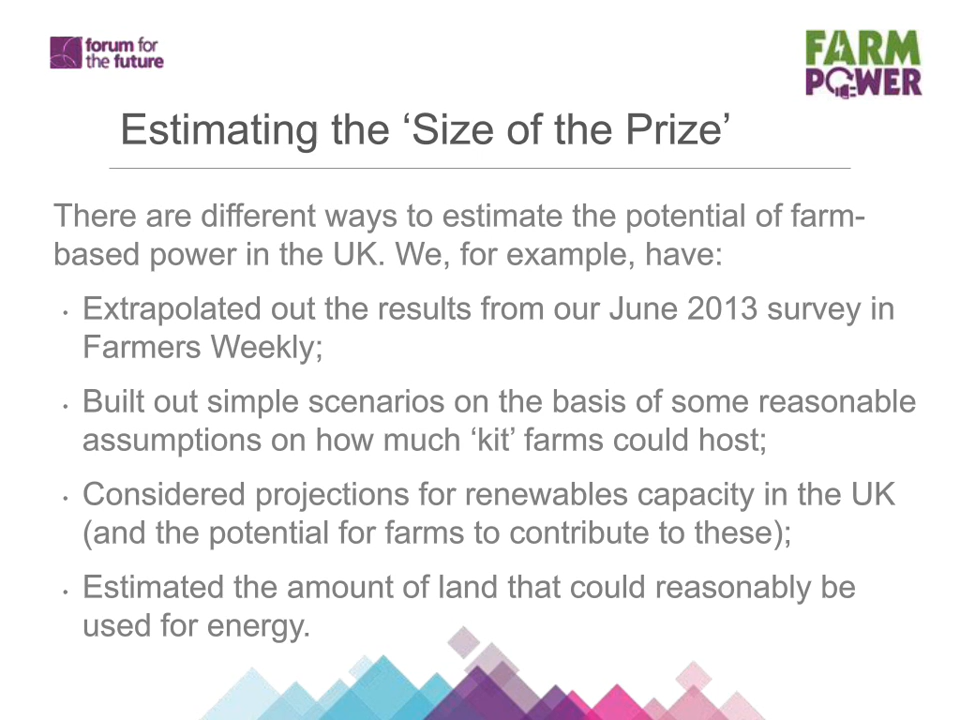 forum for
the future
FARM
POWER
Estimating the ‘Size of the Prize’
There are different ways to estimate the potential of farm-
based power in the UK. We, for example, have:
• Extrapolated out the results from our June 2013 survey in
Farmers Weekly;
• Built out simple scenarios on the basis of some reasonable
assumptions on how much ‘kit’ farms could host;
• Considered projections for renewables capacity in the UK
(and the potential for farms to contribute to these);
• Estimated the amount of land that could reasonably be
used for energy.